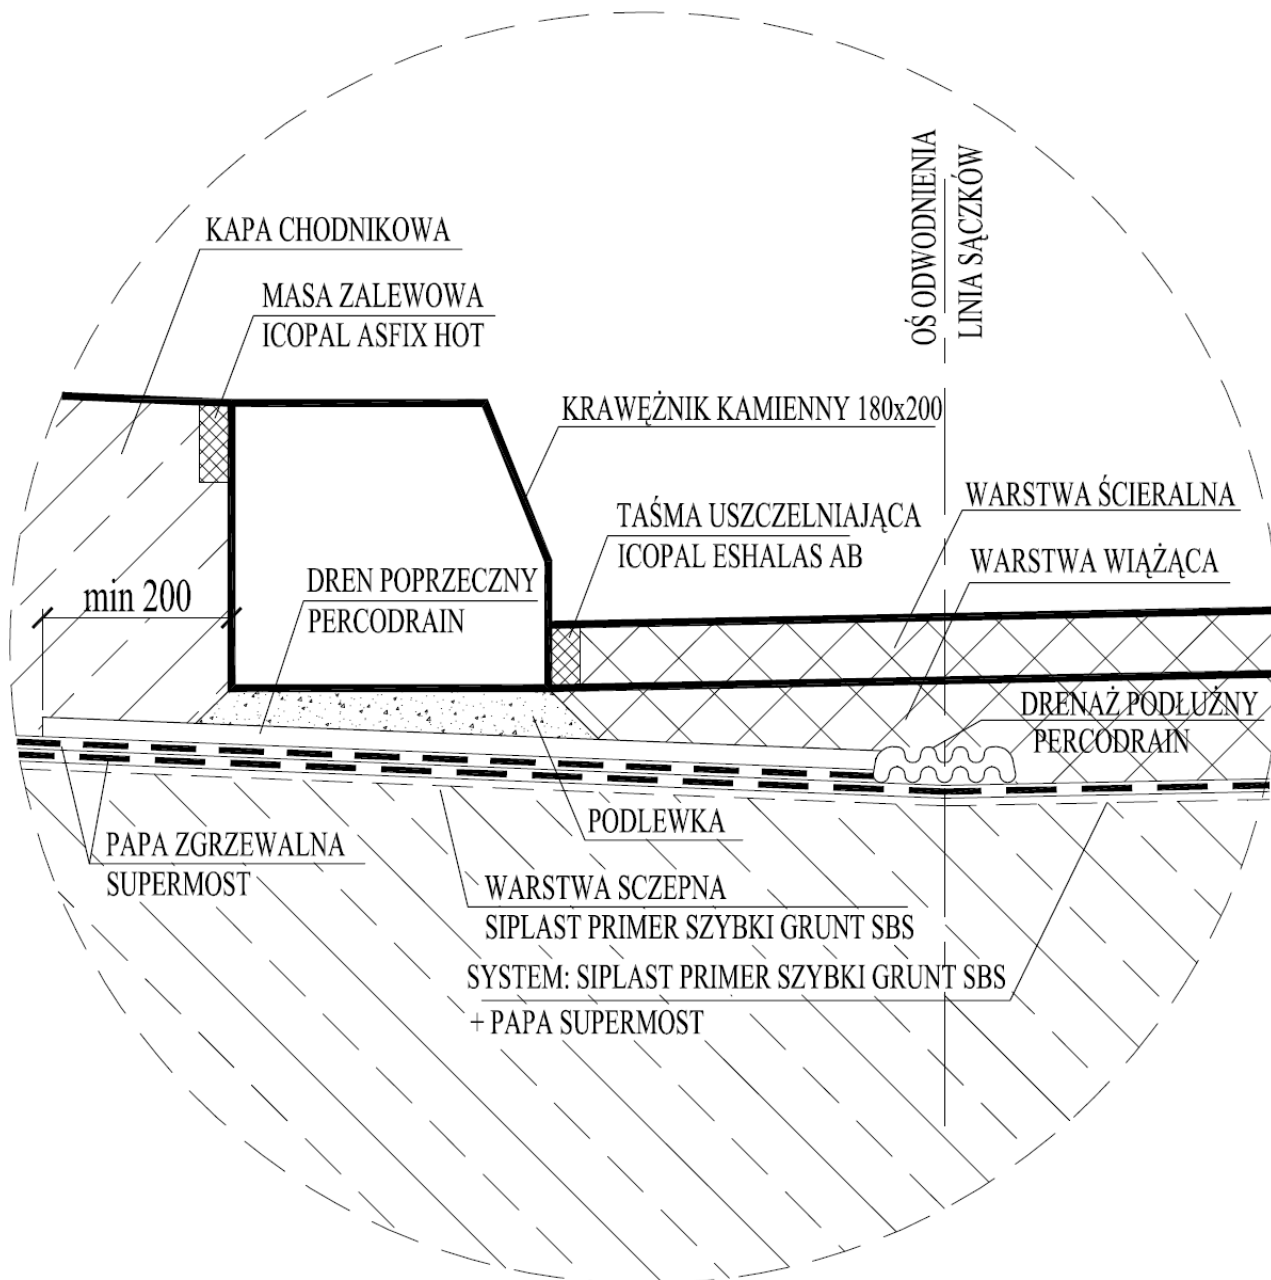 OŚ ODWODNIENIA
LINIA SĄCZKÓW
KAPA CHODNIKOWA
MASA ZALEWOWA
ICOPAL ASFIX HOT
KRAWĘŻNIK KAMIENNY 180x200
WARSTWA ŚCIERALNA
TAŚMA USZCZELNIAJĄCA
ICOPAL ESHALAS AB
WARSTWA WIĄŻĄCA
DREN POPRZECZNY
PERCODRAIN
min 200
DRENAŻ PODŁUŻNY
PERCODRAIN
PODLEWKA
PAPA ZGRZEWALNA
SUPERMOST
WARSTWA SCZEPNA
SIPLAST PRIMER SZYBKI GRUNT SBS
SYSTEM: SIPLAST PRIMER SZYBKI GRUNT SBS
+ PAPA SUPERMOST